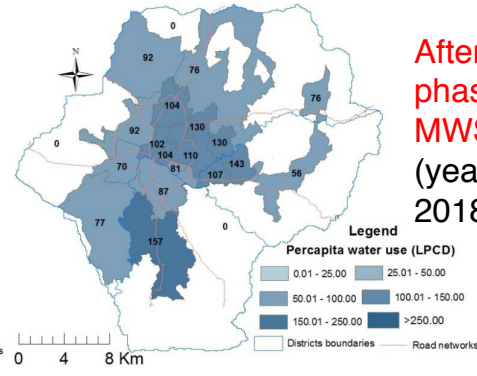 0
92
76
N
104
76
92
130
0
102
130
104
110
143
70
81
107
56
87
77
0
157
After
phas
MWS
(yea
2018
Legend
Percapita water use (LPCD)
0.01 - 25.00
25.01 - 50.00
50.01 - 100.00
100.01 - 150.00
150.01 - 250.00
>250.00
Districts boundaries
Road networks
0 4 8 Km